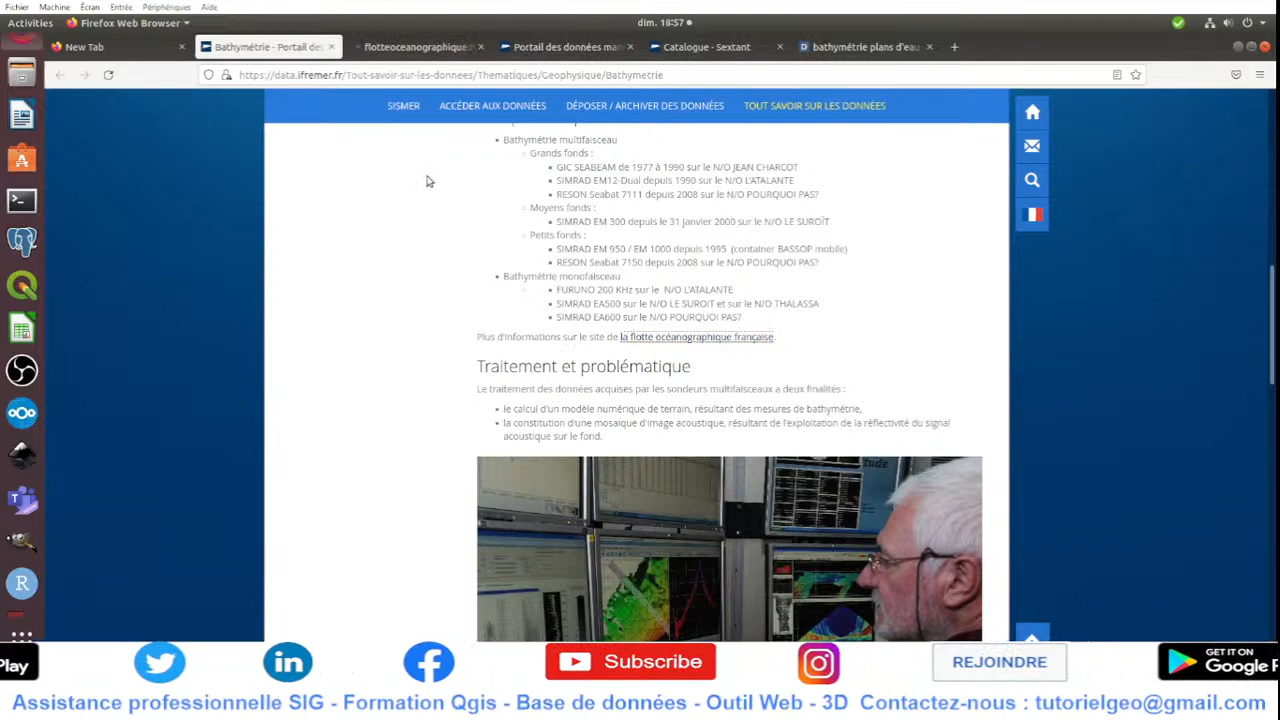 Fichier Machine Écran Entrée Périphériques Aide
Activities Firefox Web Browser dim. 18:57
New Tab Bathymétrie - Portail des flotteoceanographique. Portail des données mar Catalogue - Sextant bathymétrie plans d'eau
https://data.ifremer.fr/Tout-savoir-sur-les-donnees/Thematiques/Geophysique/Bathymetrie
SISMER ACCÉDER AUX DONNÉES DÉPOSER / ARCHIVER DES DONNÉES TOUT SAVOIR SUR LES DONNÉES
Bathymétrie multifaisceau
Grands fonds :
GIC SEABEAM de 1977 à 1990 sur le N/O JEAN CHARCOT
SIMRAD EM12-Dual depuis 1990 sur le N/O L'ATALANTE
RESON Seabat 7111 depuis 2008 sur le N/O POURQUOI PAS?
Moyens fonds :
SIMRAD EM 300 depuis le 31 janvier 2000 sur le N/O LE SUROÎT
Petits fonds :
SIMRAD EM 950 / EM 1000 depuis 1995 (container BASSOP mobile)
RESON Seabat 7150 depuis 2008 sur le N/O POURQUOI PAS?
Bathymétrie monofaisceau
FURUNO 200 KHz sur le N/O L'ATALANTE
SIMRAD EA500 sur le N/O LE SUROIT et sur le N/O THALASSA
SIMRAD EA600 sur le N/O POURQUOI PAS?
Plus d'informations sur le site de la flotte océanographique française.
Traitement et problématique
Le traitement des données acquises par les sondeurs multifaisceaux a deux finalités :
le calcul d'un modèle numérique de terrain, résultant des mesures de bathymétrie,
la constitution d'une mosaique d'image acoustique, résultant de l'exploitation de la réflectivité du signal
acoustique sur le fond.
Play Subscribe REJOINDRE GET IT ON
Google P
Assistance professionnelle SIG - Formation Qgis - Base de données - Outil Web - 3D Contactez-nous : tutorielgeo@gmail.com